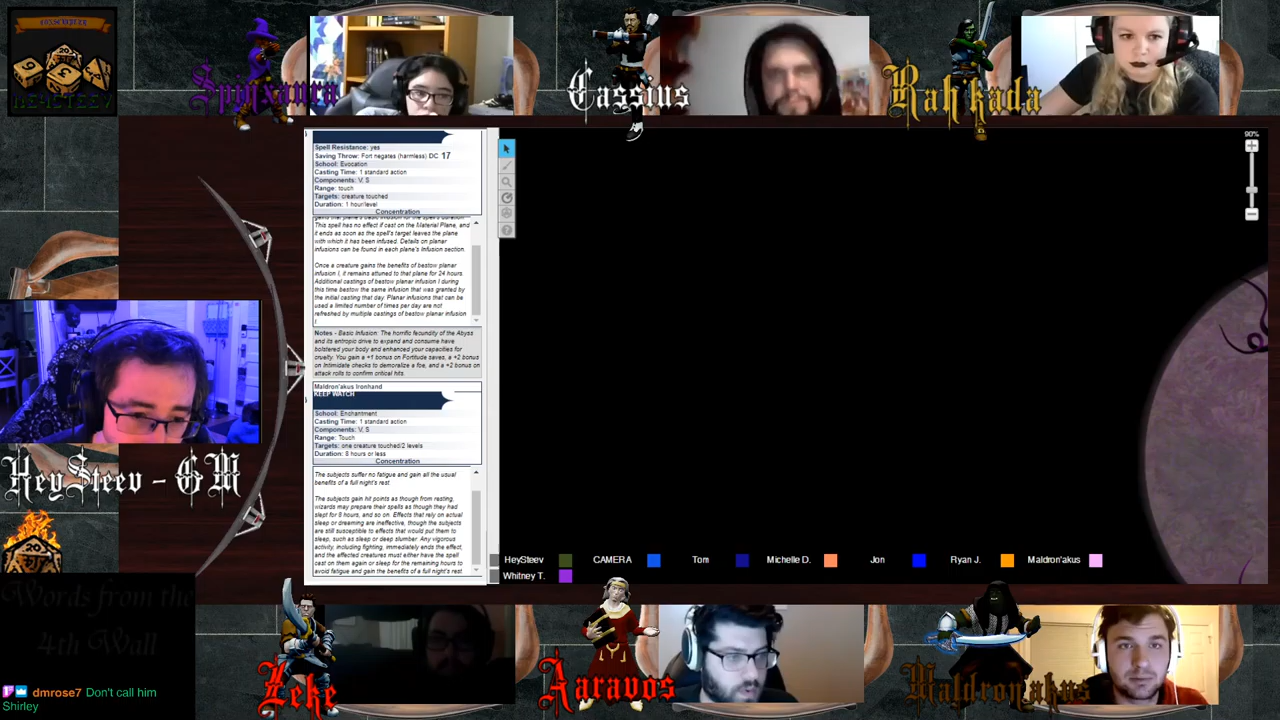 Spyjxanra
Cassius
Rah'kada
20
Spell Resistance: yes
Saving Throw: Fort negates (harmless) DC 17
School: Evocation
Casting Time: 1 standard action
Components: V, S
Range: touch
Targets: creature touched
Duration: 1 hour/level
Concentration
gains that plane's basic infusion for the spell's duration
This spell has no effect if cast on the Material Plane, and
it ends as soon as the spell's target leaves the plane
with which it has been infused. Details on planar
infusions can be found in each plane's Infusion section.
Once a creature gains the benefits of bestow planar
infusion I, it remains attuned to that plane for 24 hours.
Additional castings of bestow planar infusion I during
this time bestow the same infusion that was granted by
the initial casting that day. Planar infusions that can be
used a limited number of times per day are not
refreshed by multiple castings of bestow planar infusion
I.
Notes - Basic Infusion: The horrific fecundity of the Abyss
and its entropic drive to expand and consume have
bolstered your body and enhanced your capacities for
cruelty. You gain a +1 bonus on Fortitude saves, a +2 bonus
on Intimidate checks to demoralize a foe, and a +2 bonus on
attack rolls to confirm critical hits.
Maldron'akus Ironhand
KEEP WATCH
School: Enchantment
Casting Time: 1 standard action
Components: V, S
Range: Touch
Targets: one creature touched/2 levels
Duration: 8 hours or less
Concentration
The subjects suffer no fatigue and gain all the usual
benefits of a full night's rest.
The subjects gain hit points as though from resting,
wizards may prepare their spells as though they had
slept for 8 hours, and so on. Effects that rely on actual
sleep or dreaming are ineffective, though the subjects
are still susceptible to effects that would put them to
sleep, such as sleep or deep slumber. Any vigorous
activity, including fighting, immediately ends the effect,
and the affected creatures must either have the spell
cast on them again or sleep for the remaining hours to
avoid fatigue and gain the benefits of a full night's rest.
90%
HeySteev
CAMERA
Tom
Michelle D.
Jon
Ryan J.
Maldron'akus
Whitney T.
HeySteev - GM
20
Words from the
4th Wall
dmrose7 Don't call him
Shirley
Leke
Aaravos
Maldron'akus